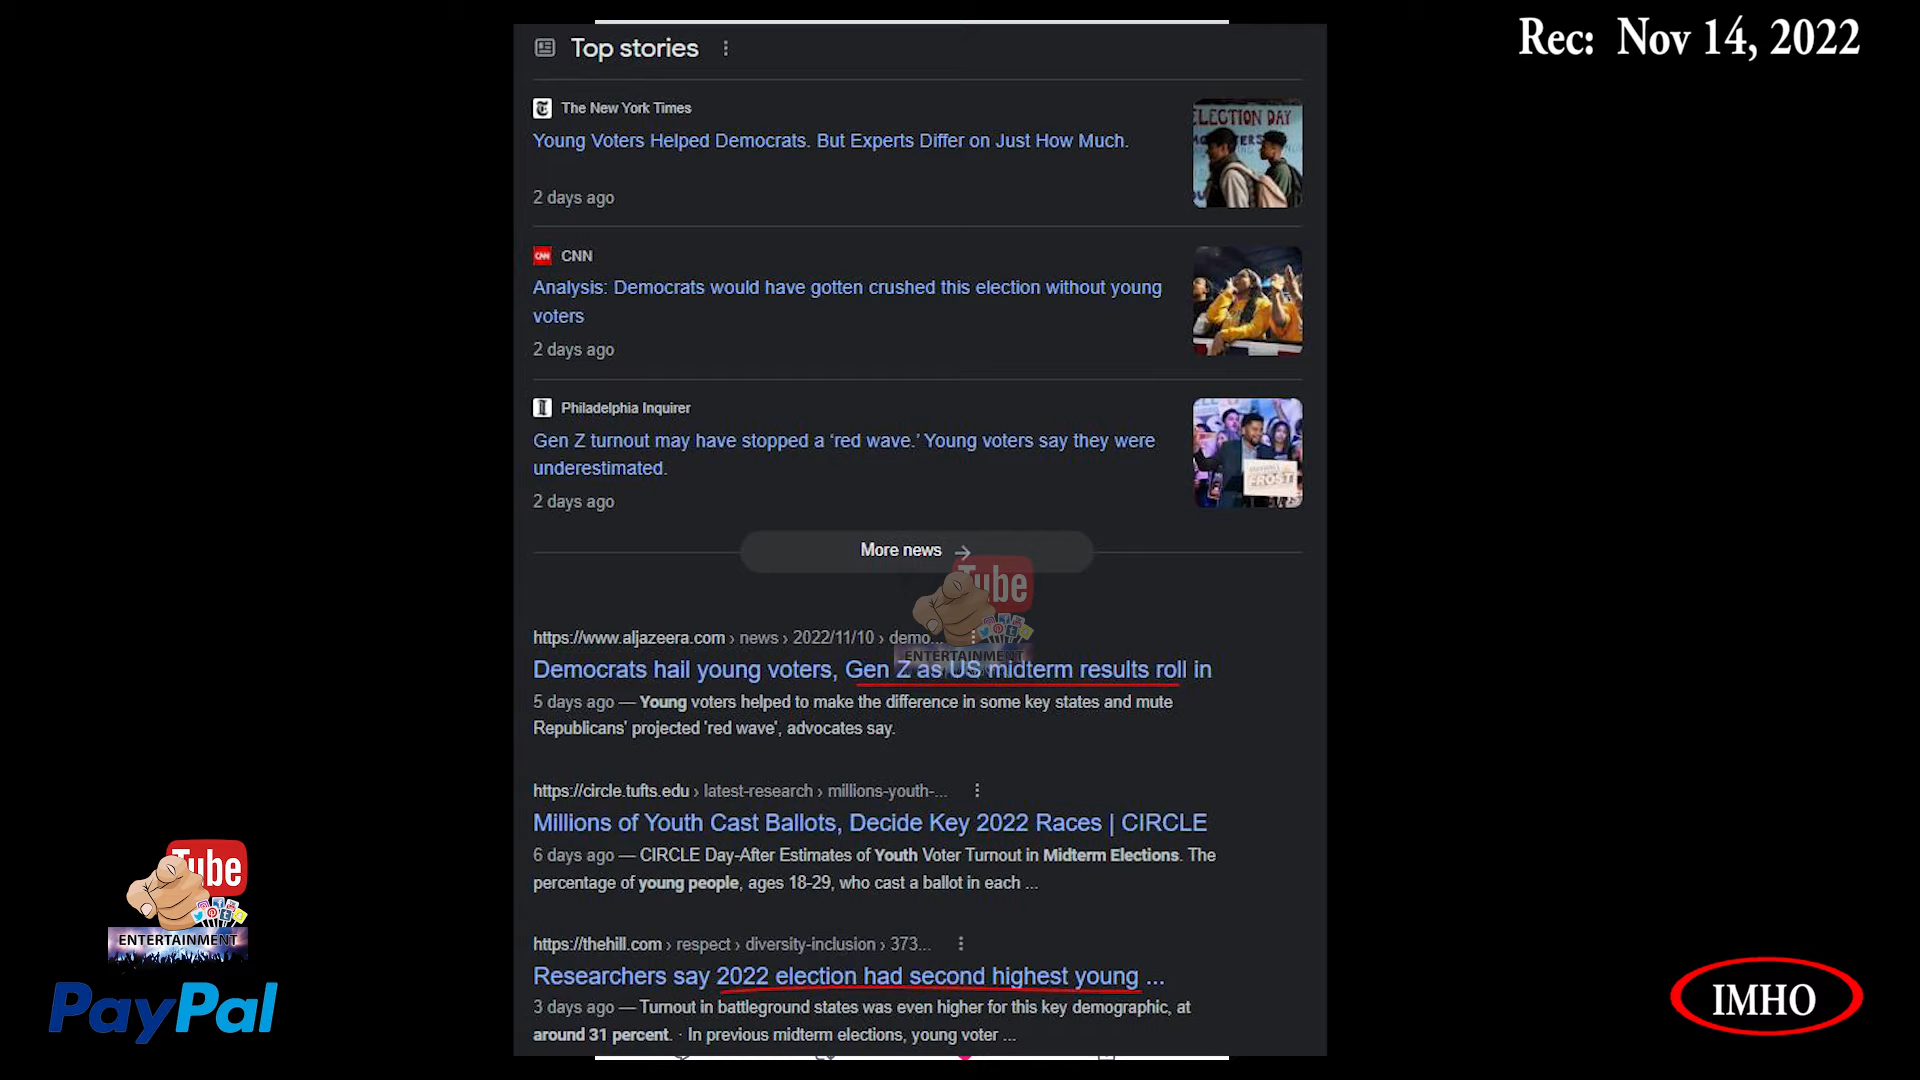 Rec: Nov 14, 2022
Top stories
The New York Times
Young Voters Helped Democrats. But Experts Differ on Just How Much.
2 days ago
ELECTION DAY
CNN
CNN
Analysis: Democrats would have gotten crushed this election without young
voters
2 days ago
Philadelphia Inquirer
Gen Z turnout may have stopped a ‘red wave.’ Young voters say they were
underestimated.
2 days ago
FROST
More news
Tube
ENTERTAINMENT
https://www.aljazeera.com › news › 2022/11/10 › demo...
Democrats hail young voters, Gen Z as US midterm results roll in
5 days ago — Young voters helped to make the difference in some key states and mute
Republicans' projected 'red wave', advocates say.
https://circle.tufts.edu › latest-research › millions-youth-...
Millions of Youth Cast Ballots, Decide Key 2022 Races | CIRCLE
6 days ago — CIRCLE Day-After Estimates of Youth Voter Turnout in Midterm Elections. The
percentage of young people, ages 18-29, who cast a ballot in each ...
https://thehill.com › respect › diversity-inclusion › 373...
Researchers say 2022 election had second highest young ...
3 days ago — Turnout in battleground states was even higher for this key demographic, at
around 31 percent. · In previous midterm elections, young voter ...
Tube
ENTERTAINMENT
PayPal
IMHO